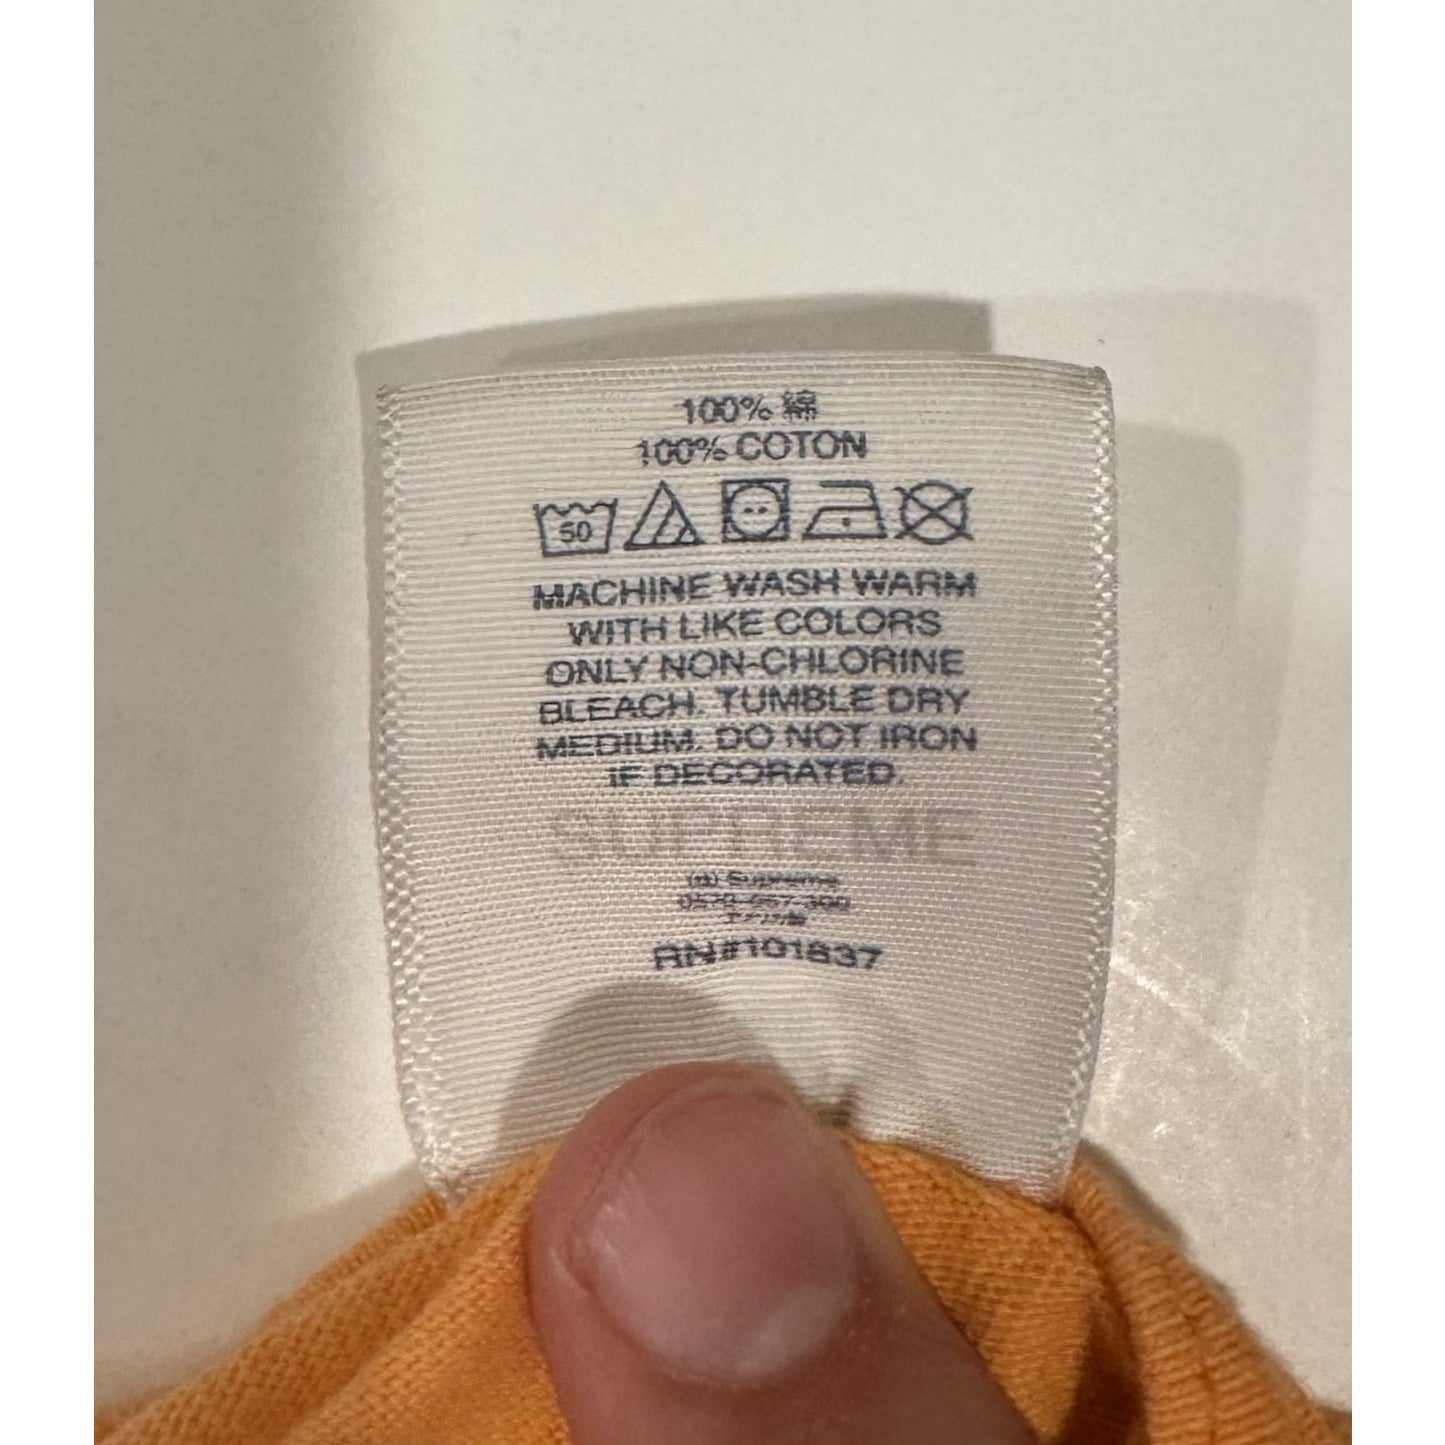 100% 綿
100% COTON
50
MACHINE WASH WARM
WITH LIKE COLORS
ONLY NON-CHLORINE
BLEACH. TUMBLE DRY
MEDIUM. DO NOT IRON
IF DECORATED.
SUPREME
Supreme
RN#101837